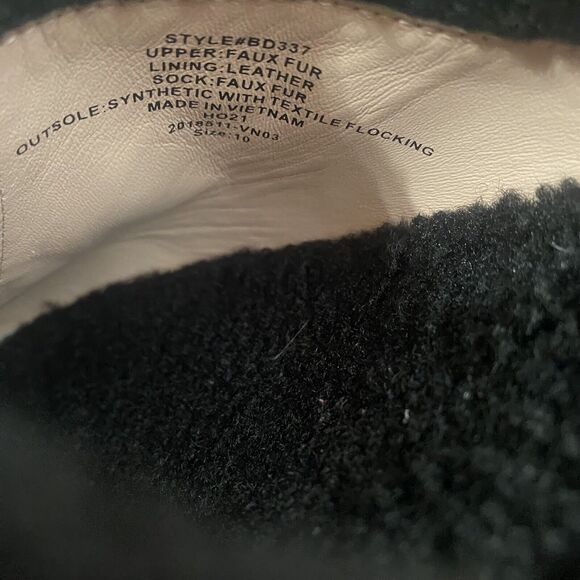 STYLE#BD337
UPPER:FAUX FUR
LINING:LEATHER
SOCK:FAUX FUR
OUTSOLE:SYNTHETIC WITH TEXTILE FLOCKING
MADE IN VIETNAM
HO21
2018511-VN03
Size:10